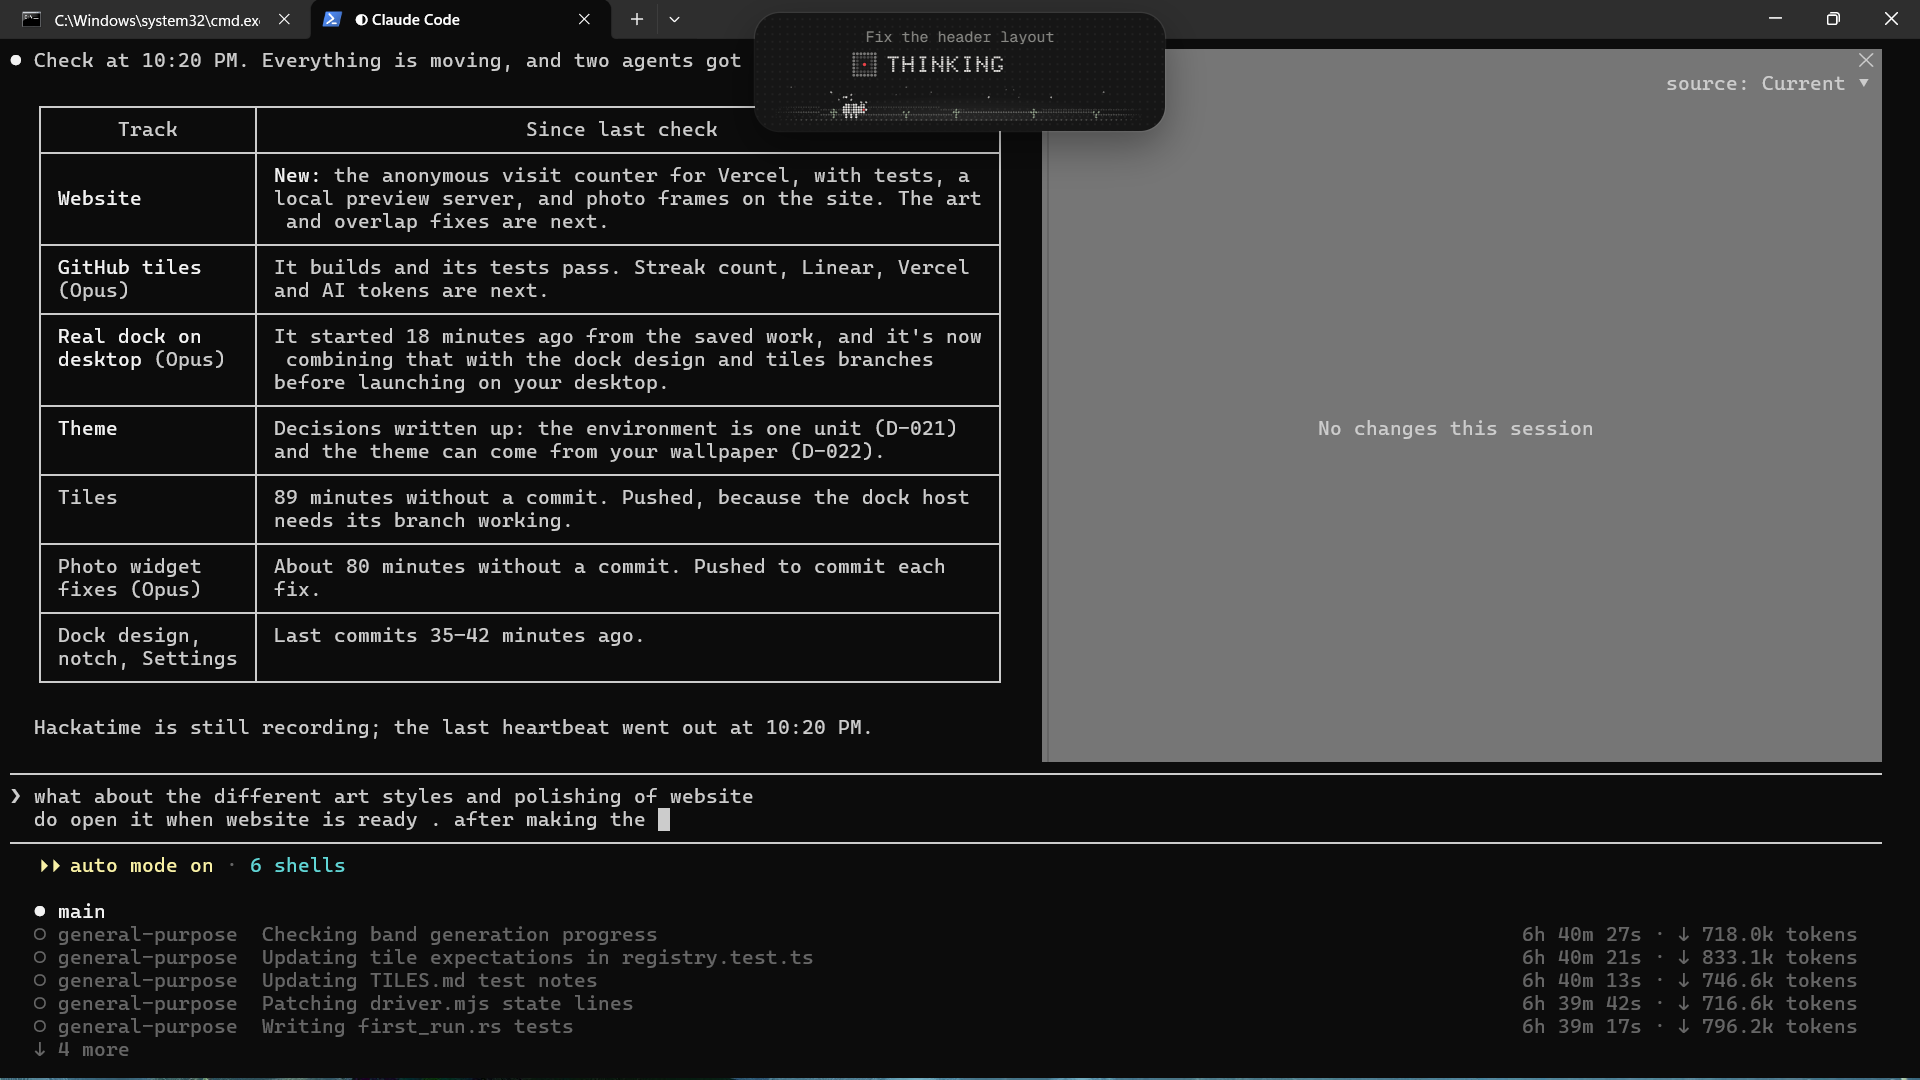 C:\Windows\system32\cmd.ex
Claude Code
Fix the header layout
THINKING
Check at 10:20 PM. Everything is moving, and two agents got
source: Current
Track
Since last check
Website
New: the anonymous visit counter for Vercel, with tests, a
local preview server, and photo frames on the site. The art
and overlap fixes are next.
GitHub tiles
(Opus)
It builds and its tests pass. Streak count, Linear, Vercel
and AI tokens are next.
Real dock on
desktop (Opus)
It started 18 minutes ago from the saved work, and it's now
combining that with the dock design and tiles branches
before launching on your desktop.
Theme
Decisions written up: the environment is one unit (D-021)
and the theme can come from your wallpaper (D-022).
Tiles
89 minutes without a commit. Pushed, because the dock host
needs its branch working.
Photo widget
fixes (Opus)
About 80 minutes without a commit. Pushed to commit each
fix.
Dock design,
notch, Settings
Last commits 35-42 minutes ago.
No changes this session
Hackatime is still recording; the last heartbeat went out at 10:20 PM.
❯ what about the different art styles and polishing of website
do open it when website is ready . after making the
auto mode on · 6 shells
main
general-purpose Checking band generation progress 6h 40m 27s · ↓ 718.0k tokens
general-purpose Updating tile expectations in registry.test.ts 6h 40m 21s · ↓ 833.1k tokens
general-purpose Updating TILES.md test notes 6h 40m 13s · ↓ 746.6k tokens
general-purpose Patching driver.mjs state lines 6h 39m 42s · ↓ 716.6k tokens
general-purpose Writing first_run.rs tests 6h 39m 17s · ↓ 796.2k tokens
↓ 4 more